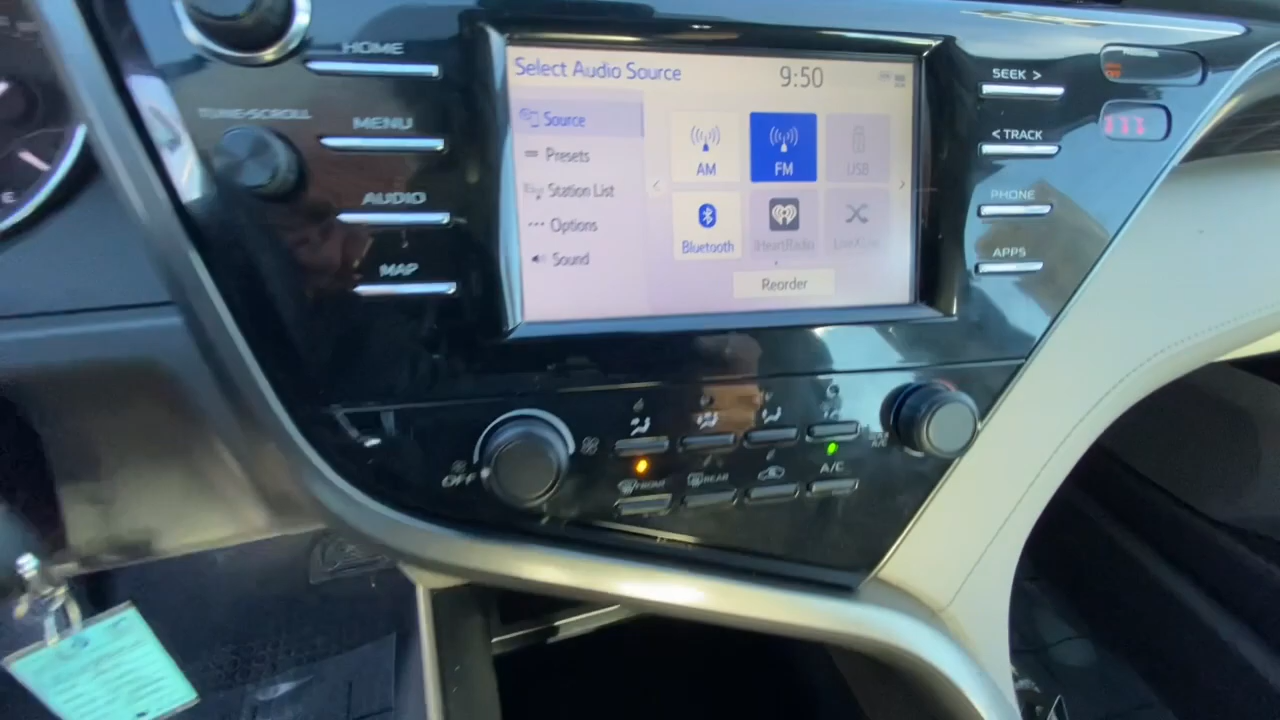 HOME
TUNE•SCROLL
MENU
AUDIO
MAP
E
Select Audio Source
9:50
Source
Presets
Station List
Options
Sound
AM
FM
USB
Bluetooth
iHeartRadio
Reorder
SEEK >
< TRACK
PHONE
APPS
OFF
FRONT
REAR
A/C